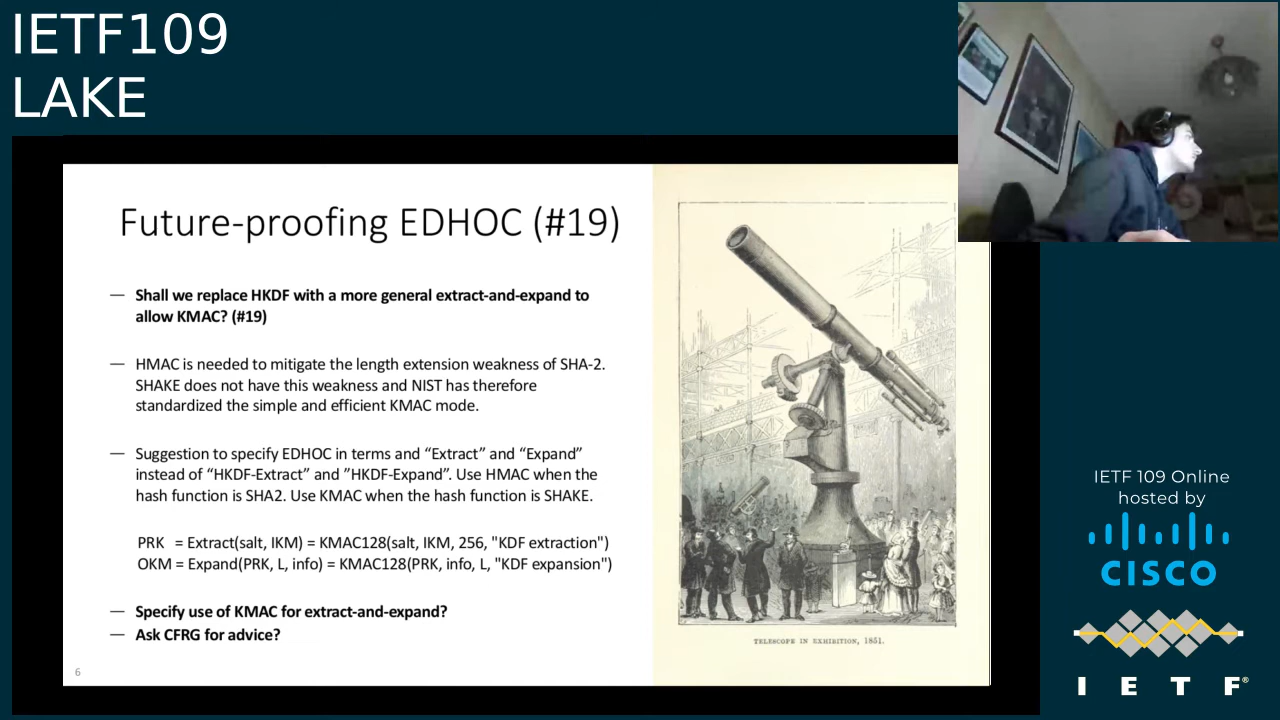 IETF109
LAKE
Future-proofing EDHOC (#19)
— Shall we replace HKDF with a more general extract-and-expand to
allow KMAC? (#19)
— HMAC is needed to mitigate the length extension weakness of SHA-2.
SHAKE does not have this weakness and NIST has therefore
standardized the simple and efficient KMAC mode.
— Suggestion to specify EDHOC in terms and “Extract” and “Expand”
instead of “HKDF-Extract” and ”HKDF-Expand”. Use HMAC when the
hash function is SHA2. Use KMAC when the hash function is SHAKE.
PRK = Extract(salt, IKM) = KMAC128(salt, IKM, 256, "KDF extraction")
OKM = Expand(PRK, L, info) = KMAC128(PRK, info, L, "KDF expansion")
— Specify use of KMAC for extract-and-expand?
— Ask CFRG for advice?
6
TELESCOPE IN EXHIBITION, 1851.
IETF 109 Online
hosted by
CISCO
I E T F®